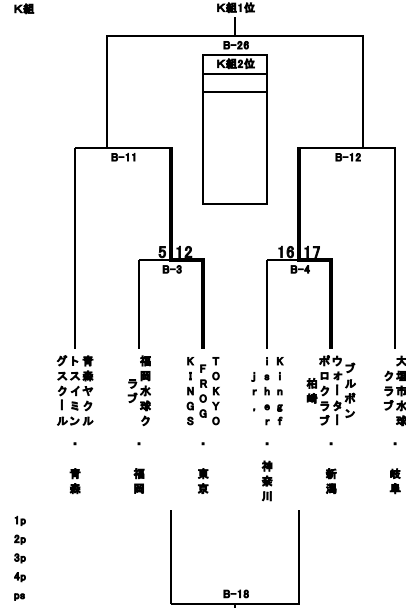 K組
K組1位
B-26
K組2位
B-11
B-12
5 12
16 17
B-3
B-4
青森ヤクル
トスイミン
グスクール
・
青森
福岡水球ク
ラブ
・
福岡
TOKYO
FROG
KINGS
・
東京
Kingf
isher
jr.
・
神奈川
ブルボン
ウォーター
ポロクラブ
柏崎
・
新潟
大垣市水球
クラブ
・
岐阜
1p
2p
3p
4p
ps
B-18